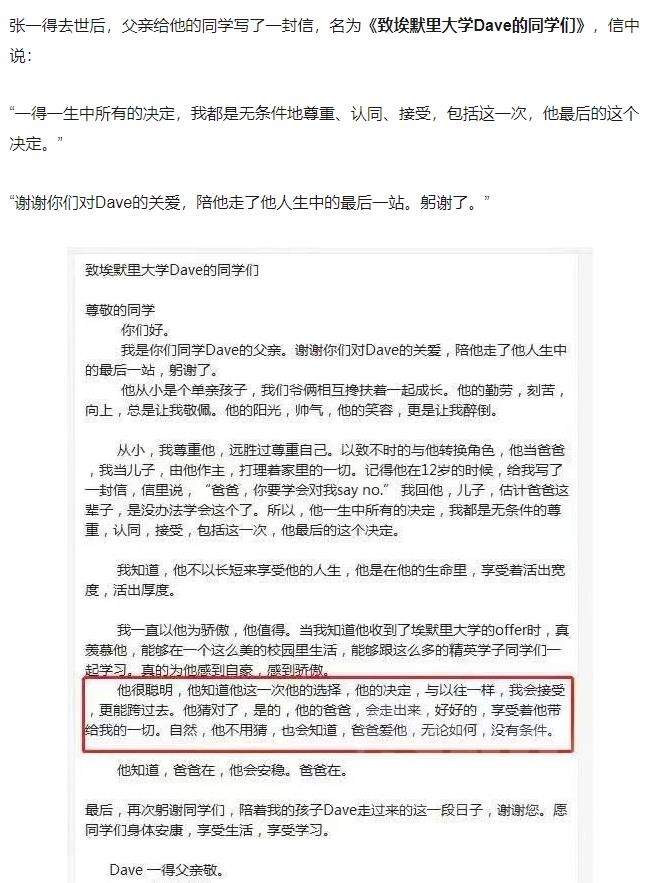 张一得去世后，父亲给他的同学写了一封信，名为《致埃默里大学Dave的同学们》，信中
说：
“一得一生中所有的决定，我都是无条件地尊重、认同、接受，包括这一次，他最后的这个
决定。”
“谢谢你们对Dave的关爱，陪他走了他人生中的最后一站。躬谢了。”
致埃默里大学Dave的同学们
尊敬的同学
你们好。
我是你们同学Dave的父亲。谢谢你们对Dave的关爱，陪他走了他人生中
的最后一站，躬谢了。
他从小是个单亲孩子，我们爷俩相互搀扶着一起成长。他的勤劳，刻苦，
向上，总是让我敬佩。他的阳光，帅气，他的笑容，更是让我醉倒。
从小，我尊重他，远胜过尊重自己。以致不时的与他转换角色，他当爸爸
，我当儿子，由他作主，打理着家里的一切。记得他在12岁的时候，给我写了
一封信，信里说，“爸爸，你要学会对我say no.” 我回他，儿子，估计爸爸这
辈子，是没办法学会这个了。所以，他一生中所有的决定，我都是无条件的尊
重，认同，接受，包括这一次，他最后的这个决定。
我知道，他不以长短来享受他的人生，他是在他的生命里，享受着活出宽
度，活出厚度。
我一直以他为骄傲，他值得。当我知道他收到了埃默里大学的offer时，真
羡慕他，能够在一个这么美的校园里生活，能够跟这么多的精英学子同学们一
起学习。真的为他感到自豪，感到骄傲。
他很聪明，他知道他这一次他的选择，他的决定，与以往一样，我会接受
，更能跨过去。他猜对了，是的，他的爸爸，会走出来，好好的，享受着他带
给我的一切。自然，他不用猜，也会知道，爸爸爱他，无论如何，没有条件。
他知道，爸爸在，他会安稳。爸爸在。
最后，再次躬谢同学们，陪着我的孩子Dave走过来的这一段日子，谢谢您。愿
同学们身体安康，享受生活，享受学习。
Dave 一得父亲敬。